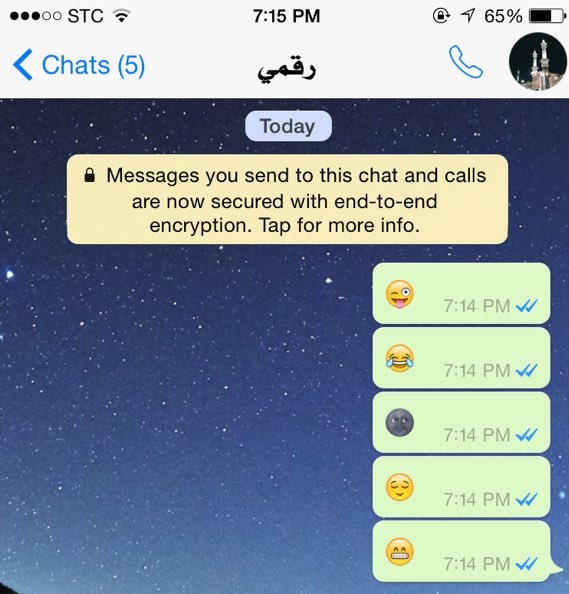 STC 7:15 PM 65%
Chats (5) رقمي
Today
Messages you send to this chat and calls
are now secured with end-to-end
encryption. Tap for more info.
😜 7:14 PM
😂 7:14 PM
🌚 7:14 PM
😌 7:14 PM
😁 7:14 PM